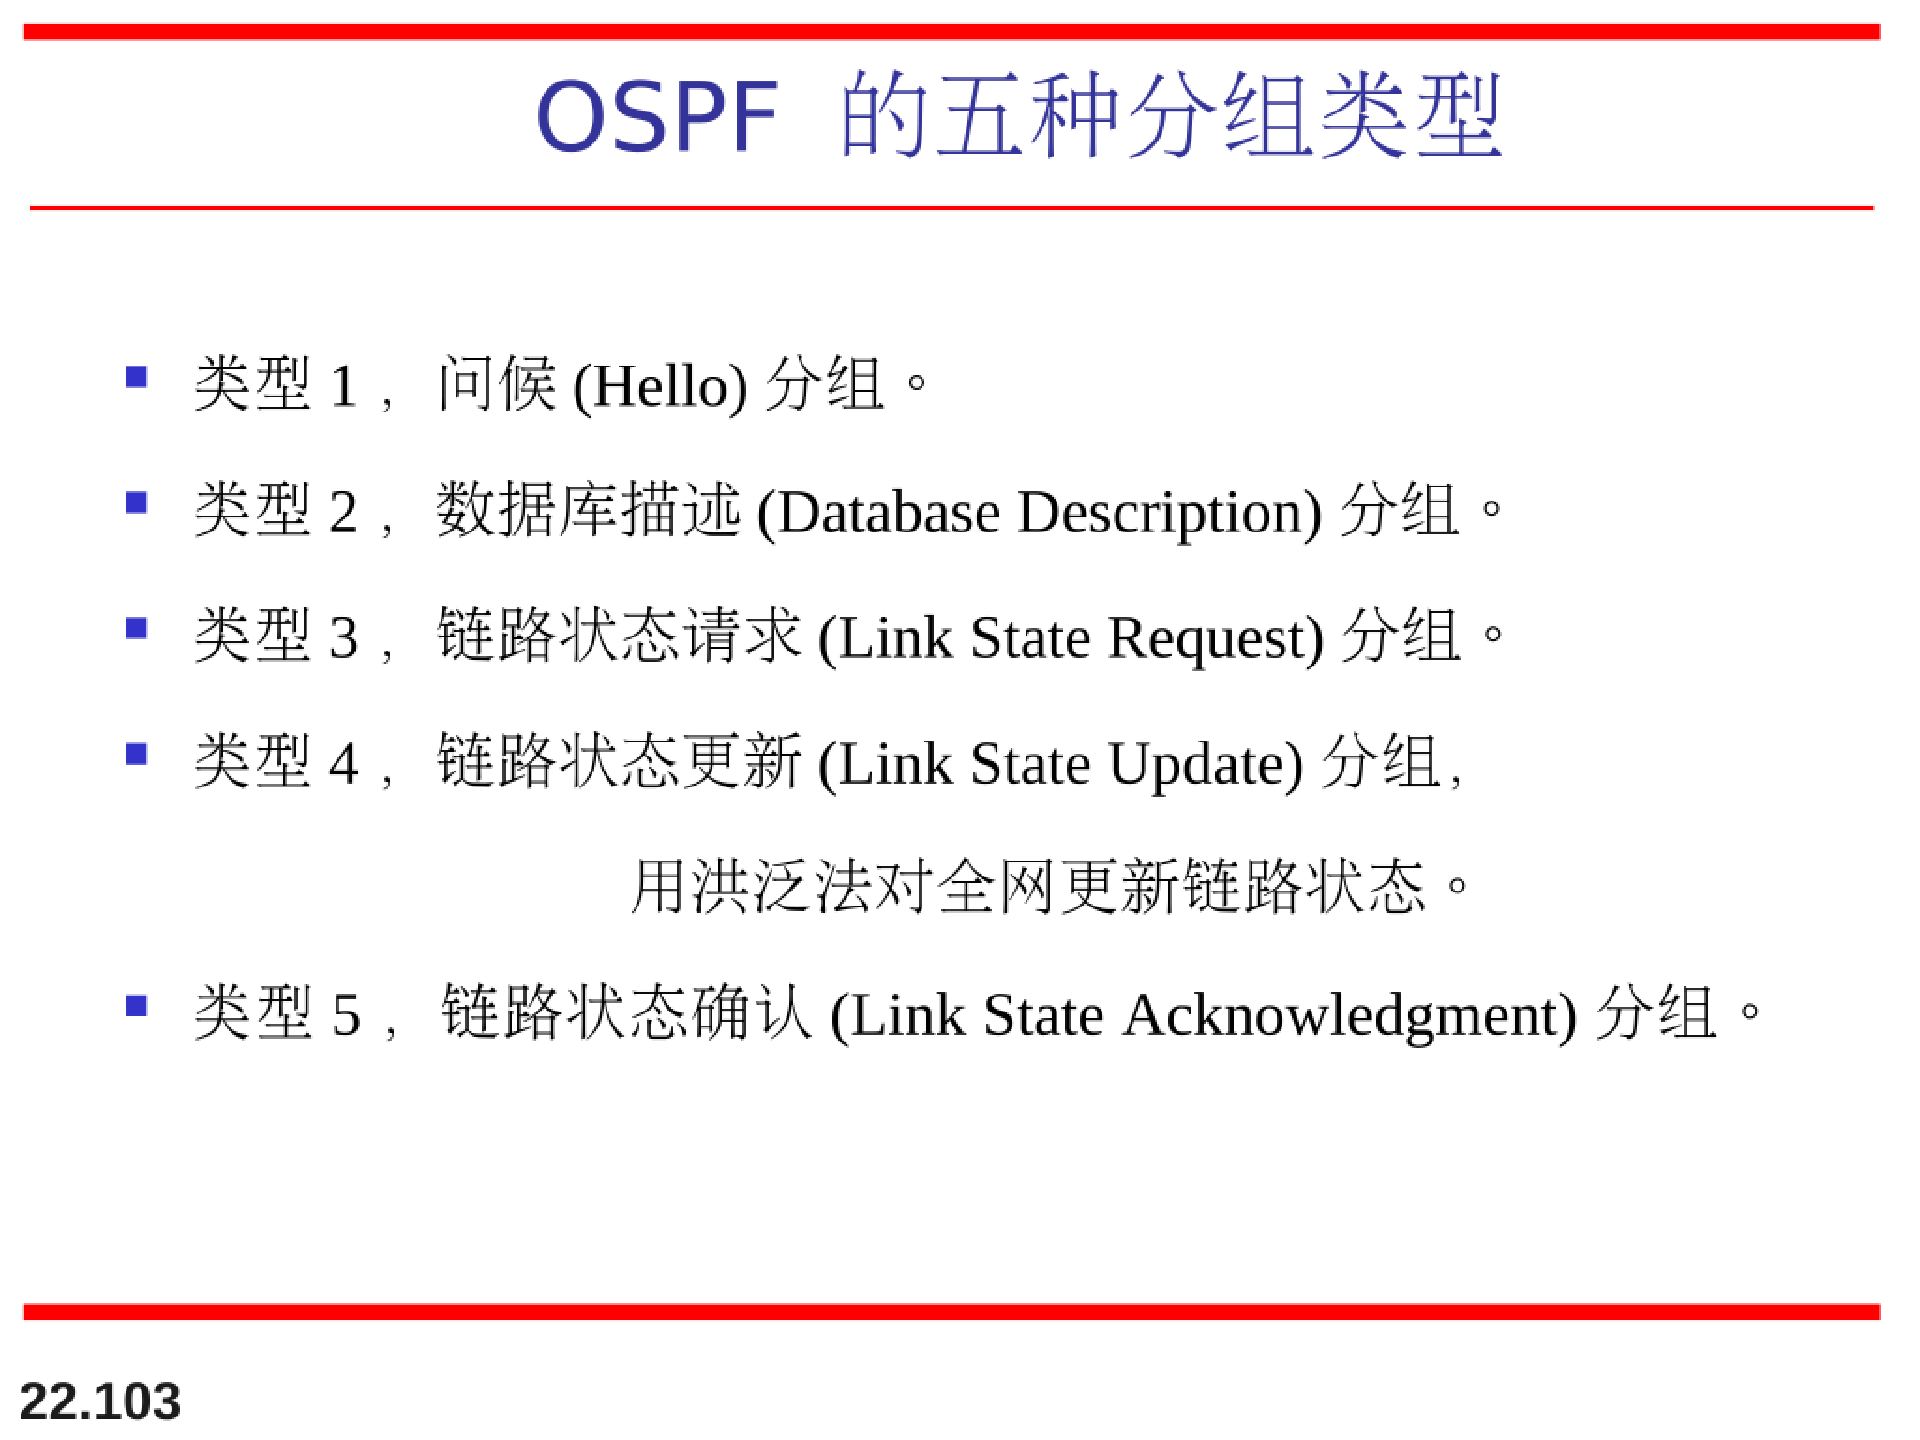 OSPF 的五种分组类型
类型 1 ， 问候 (Hello) 分组。
类型 2 ， 数据库描述 (Database Description) 分组。
类型 3 ， 链路状态请求 (Link State Request) 分组。
类型 4 ， 链路状态更新 (Link State Update) 分组，
用洪泛法对全网更新链路状态。
类型 5 ， 链路状态确认 (Link State Acknowledgment) 分组。
22.103